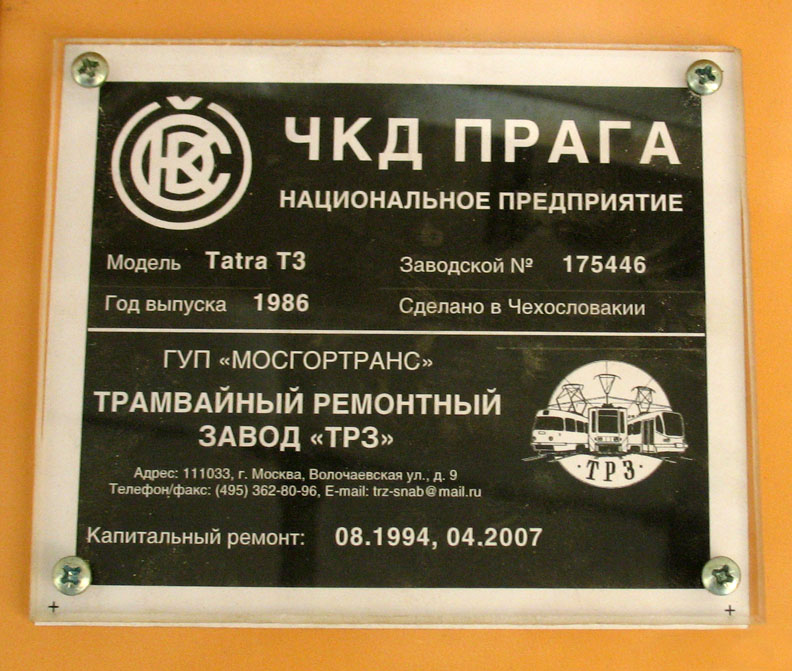 ČKD
ЧКД ПРАГА
НАЦИОНАЛЬНОЕ ПРЕДПРИЯТИЕ
Модель Tatra T3 Заводской № 175446
Год выпуска 1986 Сделано в Чехословакии
ГУП «МОСГОРТРАНС»
ТРАМВАЙНЫЙ РЕМОНТНЫЙ
ЗАВОД «ТРЗ»
Адрес: 111033, г. Москва, Волочаевская ул., д. 9
Телефон/факс: (495) 362-80-96, E-mail: trz-snab@mail.ru
· ТРЗ ·
Капитальный ремонт: 08.1994, 04.2007